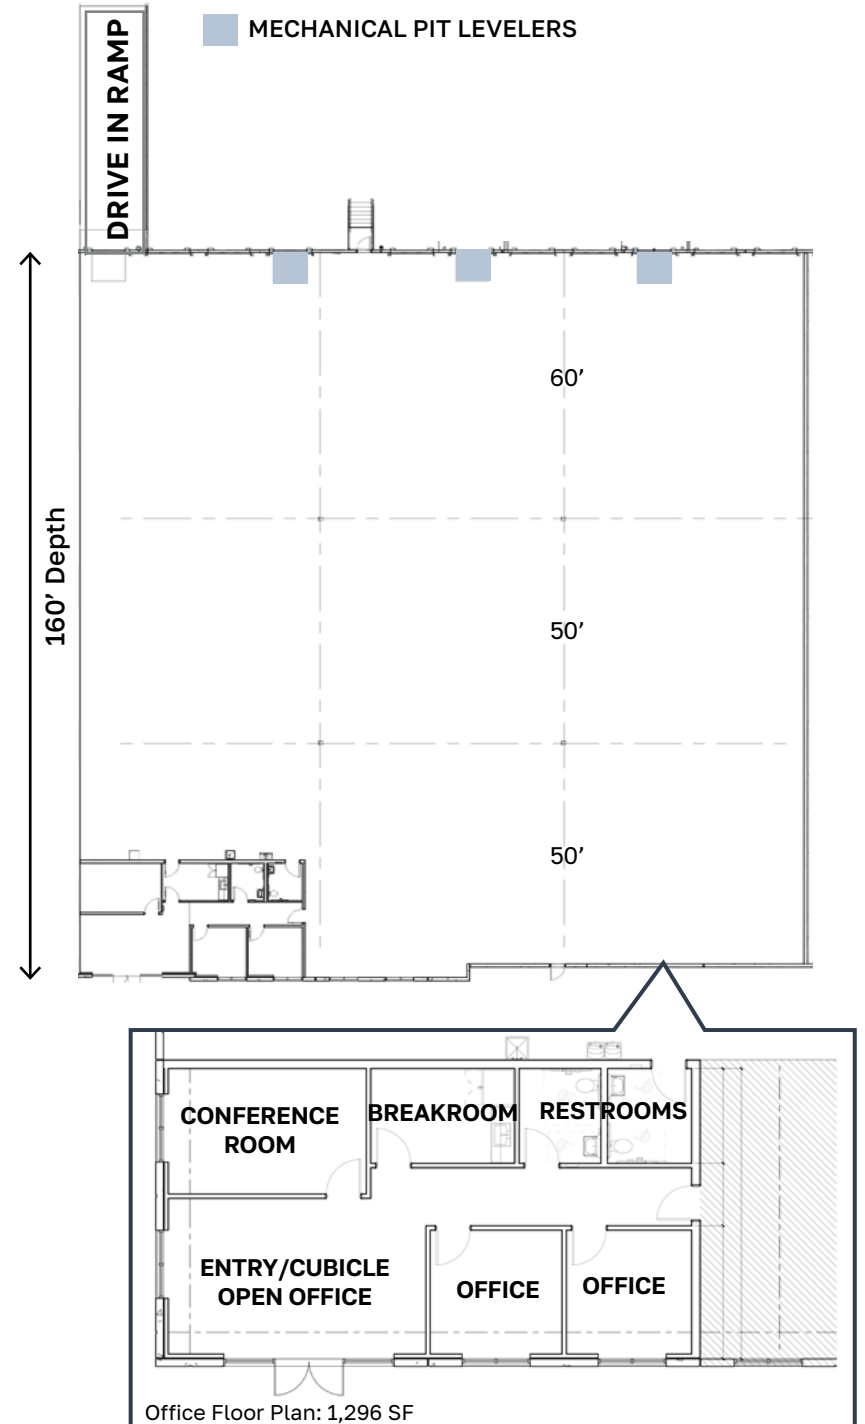 MECHANICAL PIT LEVELERS
DRIVE IN RAMP
60’
160’ Depth
50’
50’
CONFERENCE
ROOM
BREAKROOM
RESTROOMS
ENTRY/CUBICLE
OPEN OFFICE
OFFICE
OFFICE
Office Floor Plan: 1,296 SF